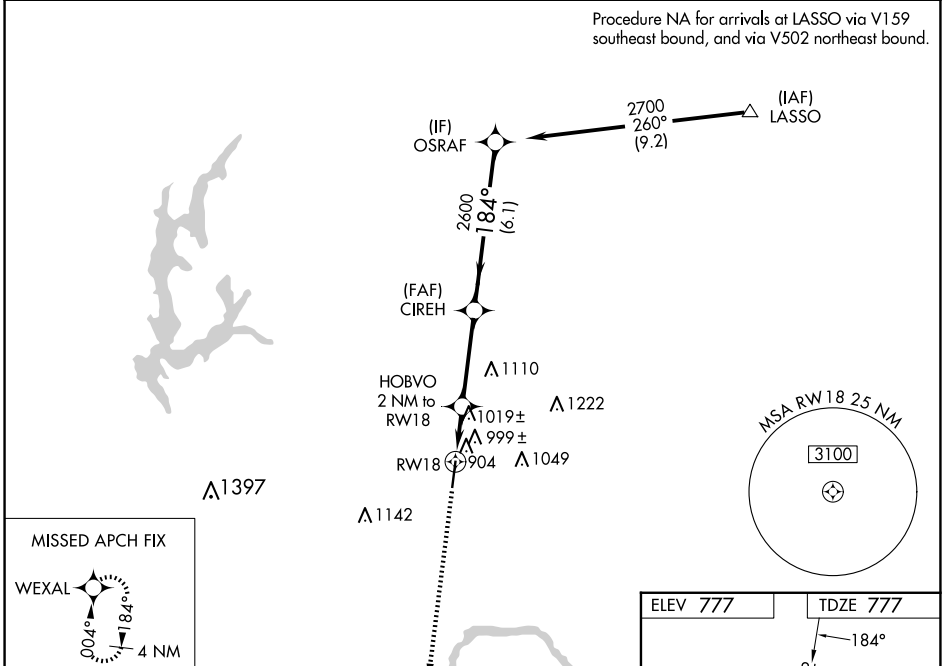 Procedure NA for arrivals at LASSO via V159
southeast bound, and via V502 northeast bound.
(IAF)
LASSO
2700
260°
(9.2)
(IF)
OSRAF
2600
184°
(6.1)
(FAF)
CIREH
1110
HOBVO
2 NM to
RW18
1019±
1222
999±
RW18
904
1049
1397
1142
MSA RW18 25 NM
3100
MISSED APCH FIX
WEXAL
004°
184°
4 NM
ELEV 777
TDZE 777
184°